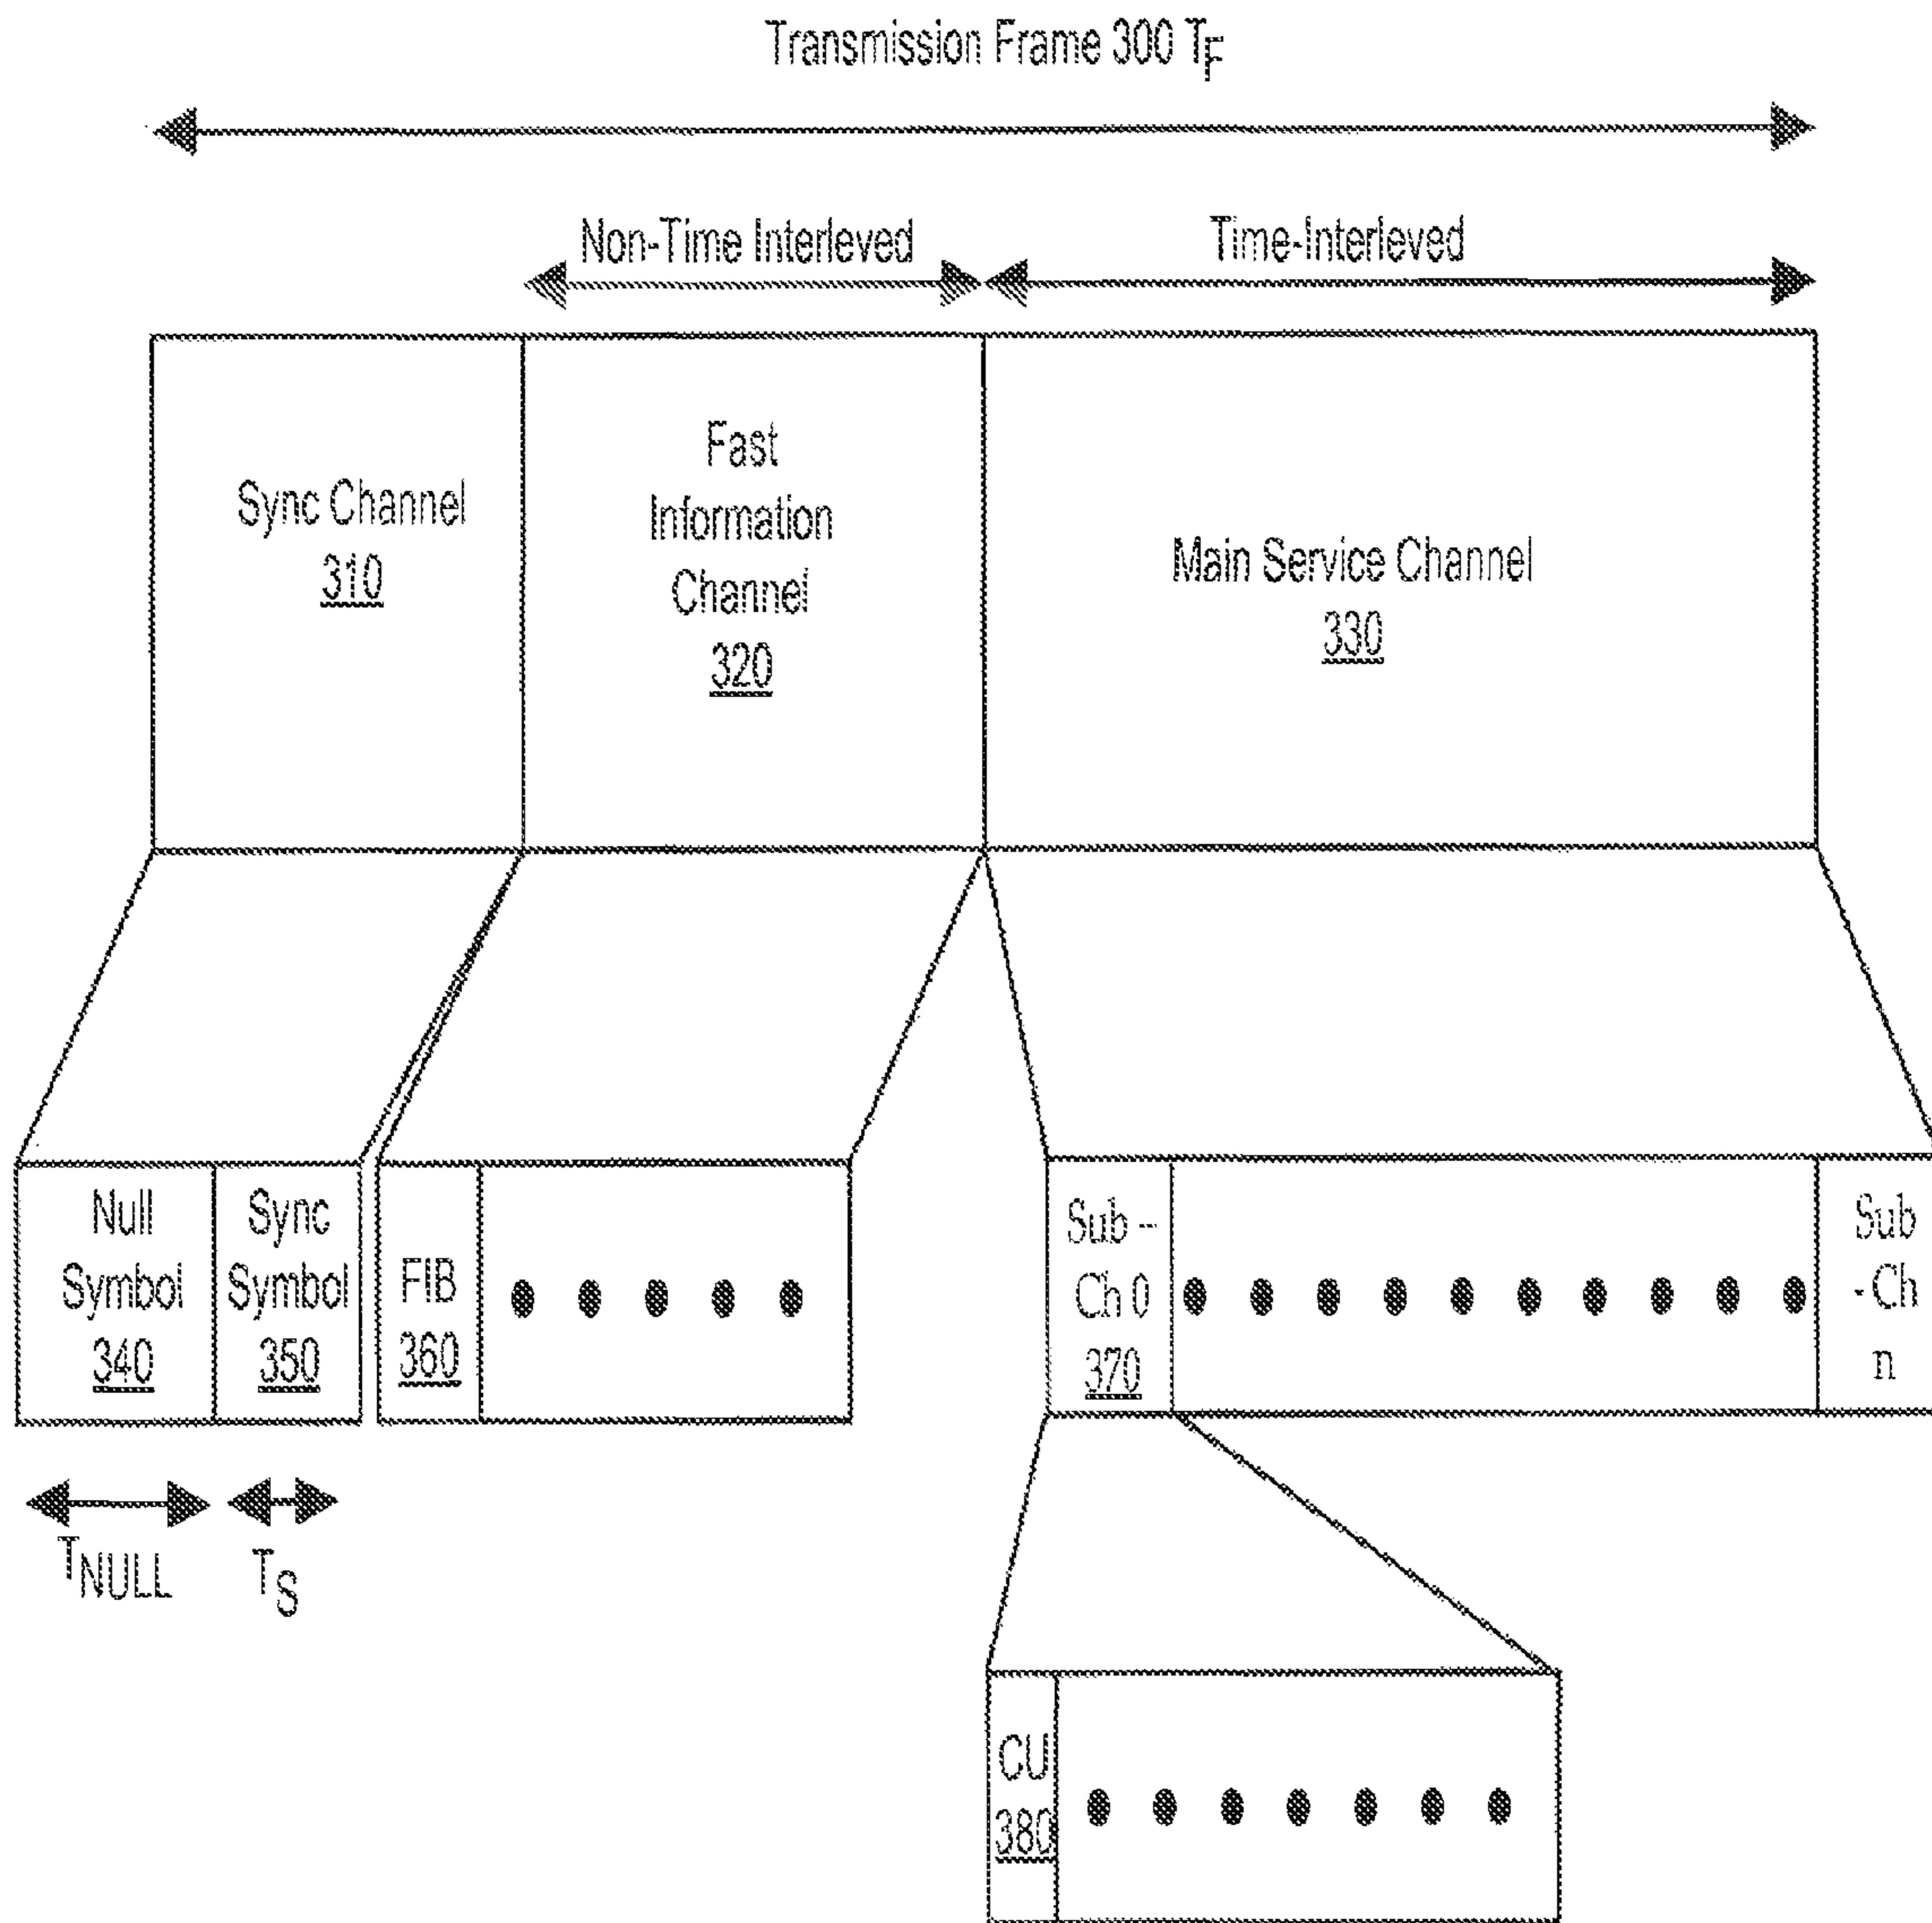 Transmission Frame 300 TF
Non-Time Interleved
Time-Interleved
Sync Channel
310
Fast
Information
Channel
320
Main Service Channel
330
Null
Symbol
340
Sync
Symbol
350
FIB
360
Sub -
Ch 0
370
Sub
- Ch
n
TNULL
TS
CU
380